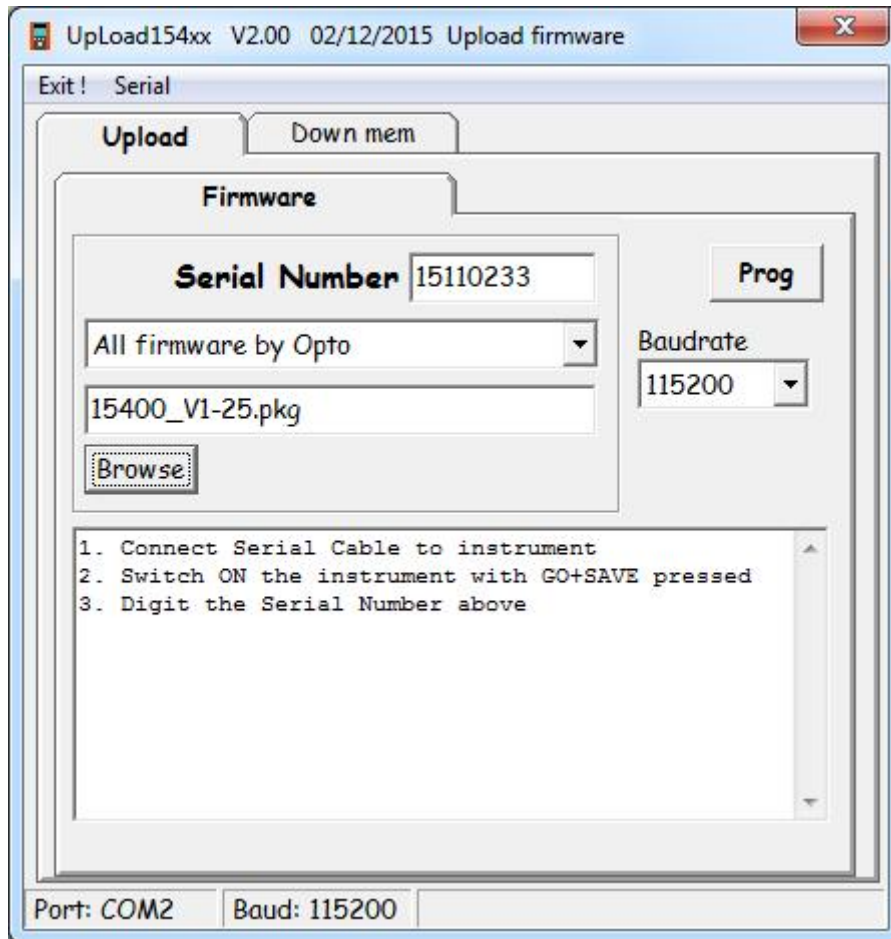 UpLoad154xx V2.00 02/12/2015 Upload firmware
Exit ! Serial
Upload Down mem
Firmware
Serial Number 15110233 Prog
All firmware by Opto Baudrate
15400_V1-25.pkg 115200
Browse
1. Connect Serial Cable to instrument
2. Switch ON the instrument with GO+SAVE pressed
3. Digit the Serial Number above
Port: COM2 Baud: 115200